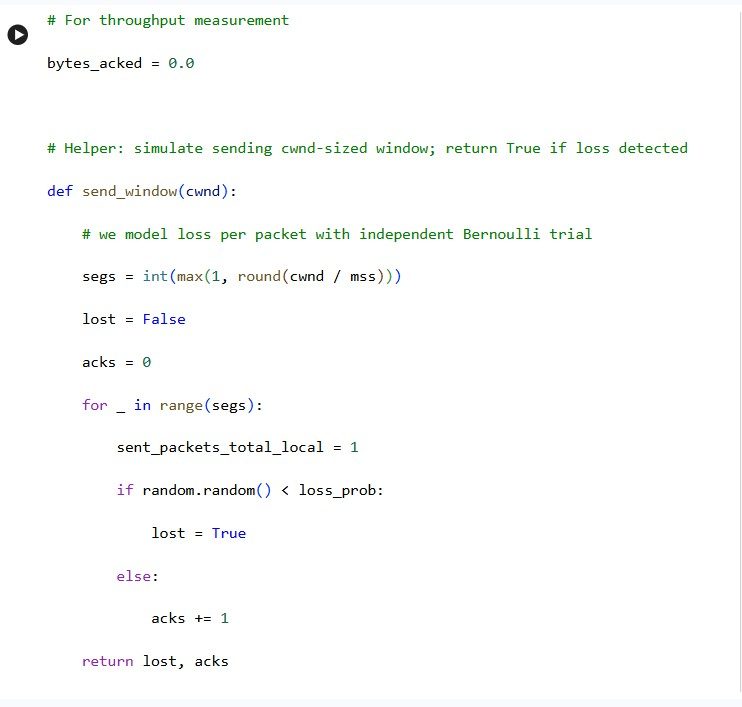 # For throughput measurement
bytes_acked = 0.0
# Helper: simulate sending cwnd-sized window; return True if loss detected
def send_window(cwnd):
    # we model loss per packet with independent Bernoulli trial
    segs = int(max(1, round(cwnd / mss)))
    lost = False
    acks = 0
    for _ in range(segs):
        sent_packets_total_local = 1
        if random.random() < loss_prob:
            lost = True
        else:
            acks += 1
    return lost, acks